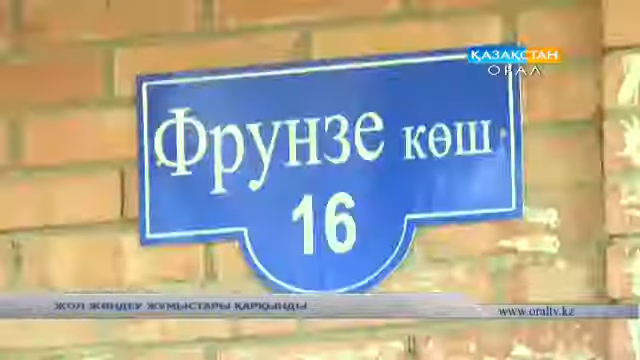 ҚАЗАҚСТАН
ОРАЛ
Фрунзе көш
16
ЖОЛ ЖӨНДЕУ ЖҰМЫСТАРЫ ҚАРҚЫНДЫ
www.oraltv.kz